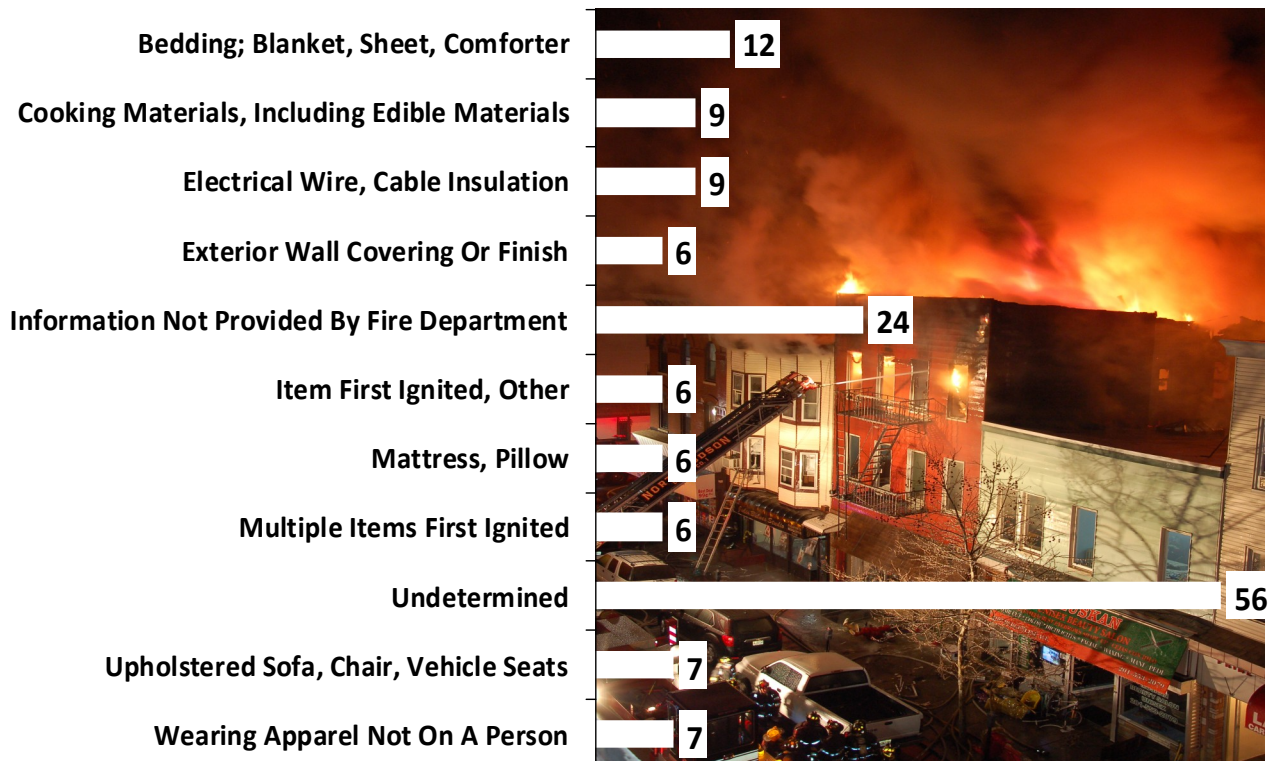 Bedding; Blanket, Sheet, Comforter 12
Cooking Materials, Including Edible Materials 9
Electrical Wire, Cable Insulation 9
Exterior Wall Covering Or Finish 6
Information Not Provided By Fire Department 24
Item First Ignited, Other 6
Mattress, Pillow 6
Multiple Items First Ignited 6
Undetermined 56
Upholstered Sofa, Chair, Vehicle Seats 7
Wearing Apparel Not On A Person 7